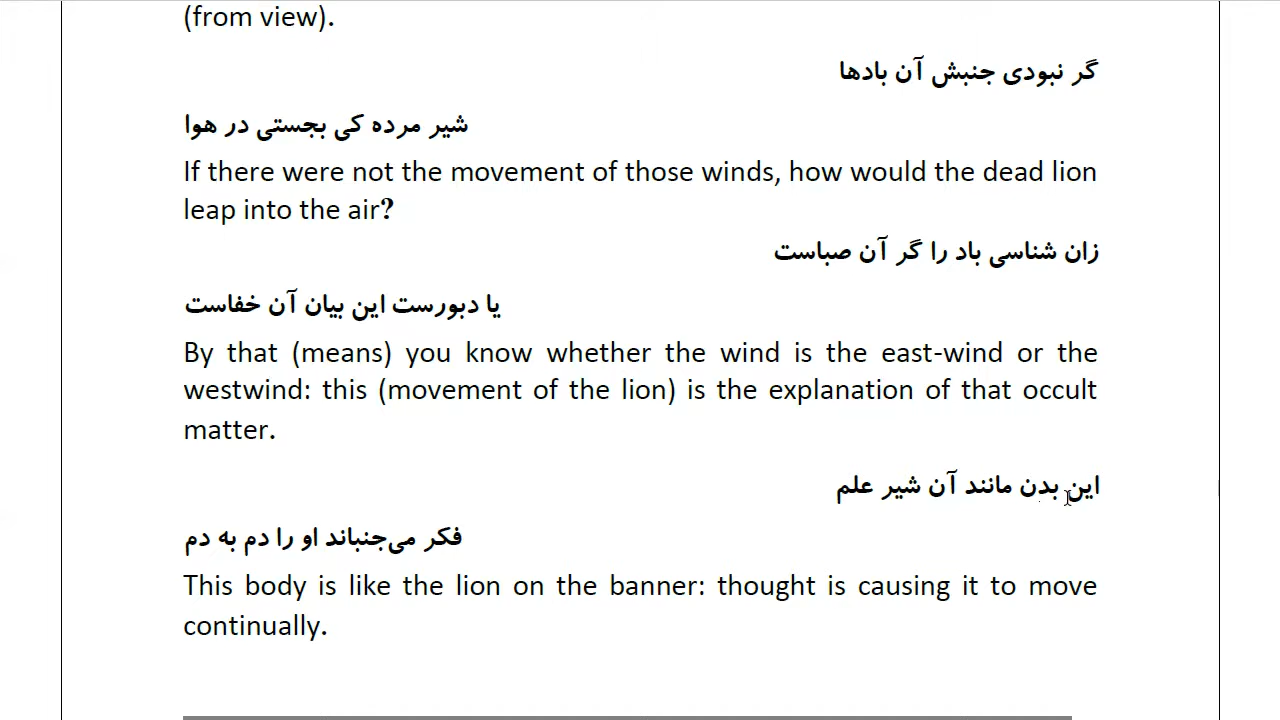 (from view).
گر نبودی جنبش آن بادها
شیر مرده کی بجستی در هوا
If there were not the movement of those winds, how would the dead lion
leap into the air?
زان شناسی باد را گر آن صباست
یا دبورست این بیان آن خفاست
By that (means) you know whether the wind is the east-wind or the
westwind: this (movement of the lion) is the explanation of that occult
matter.
این بدن مانند آن شیر علم
فکر می‌جنباند او را دم به دم
This body is like the lion on the banner: thought is causing it to move
continually.